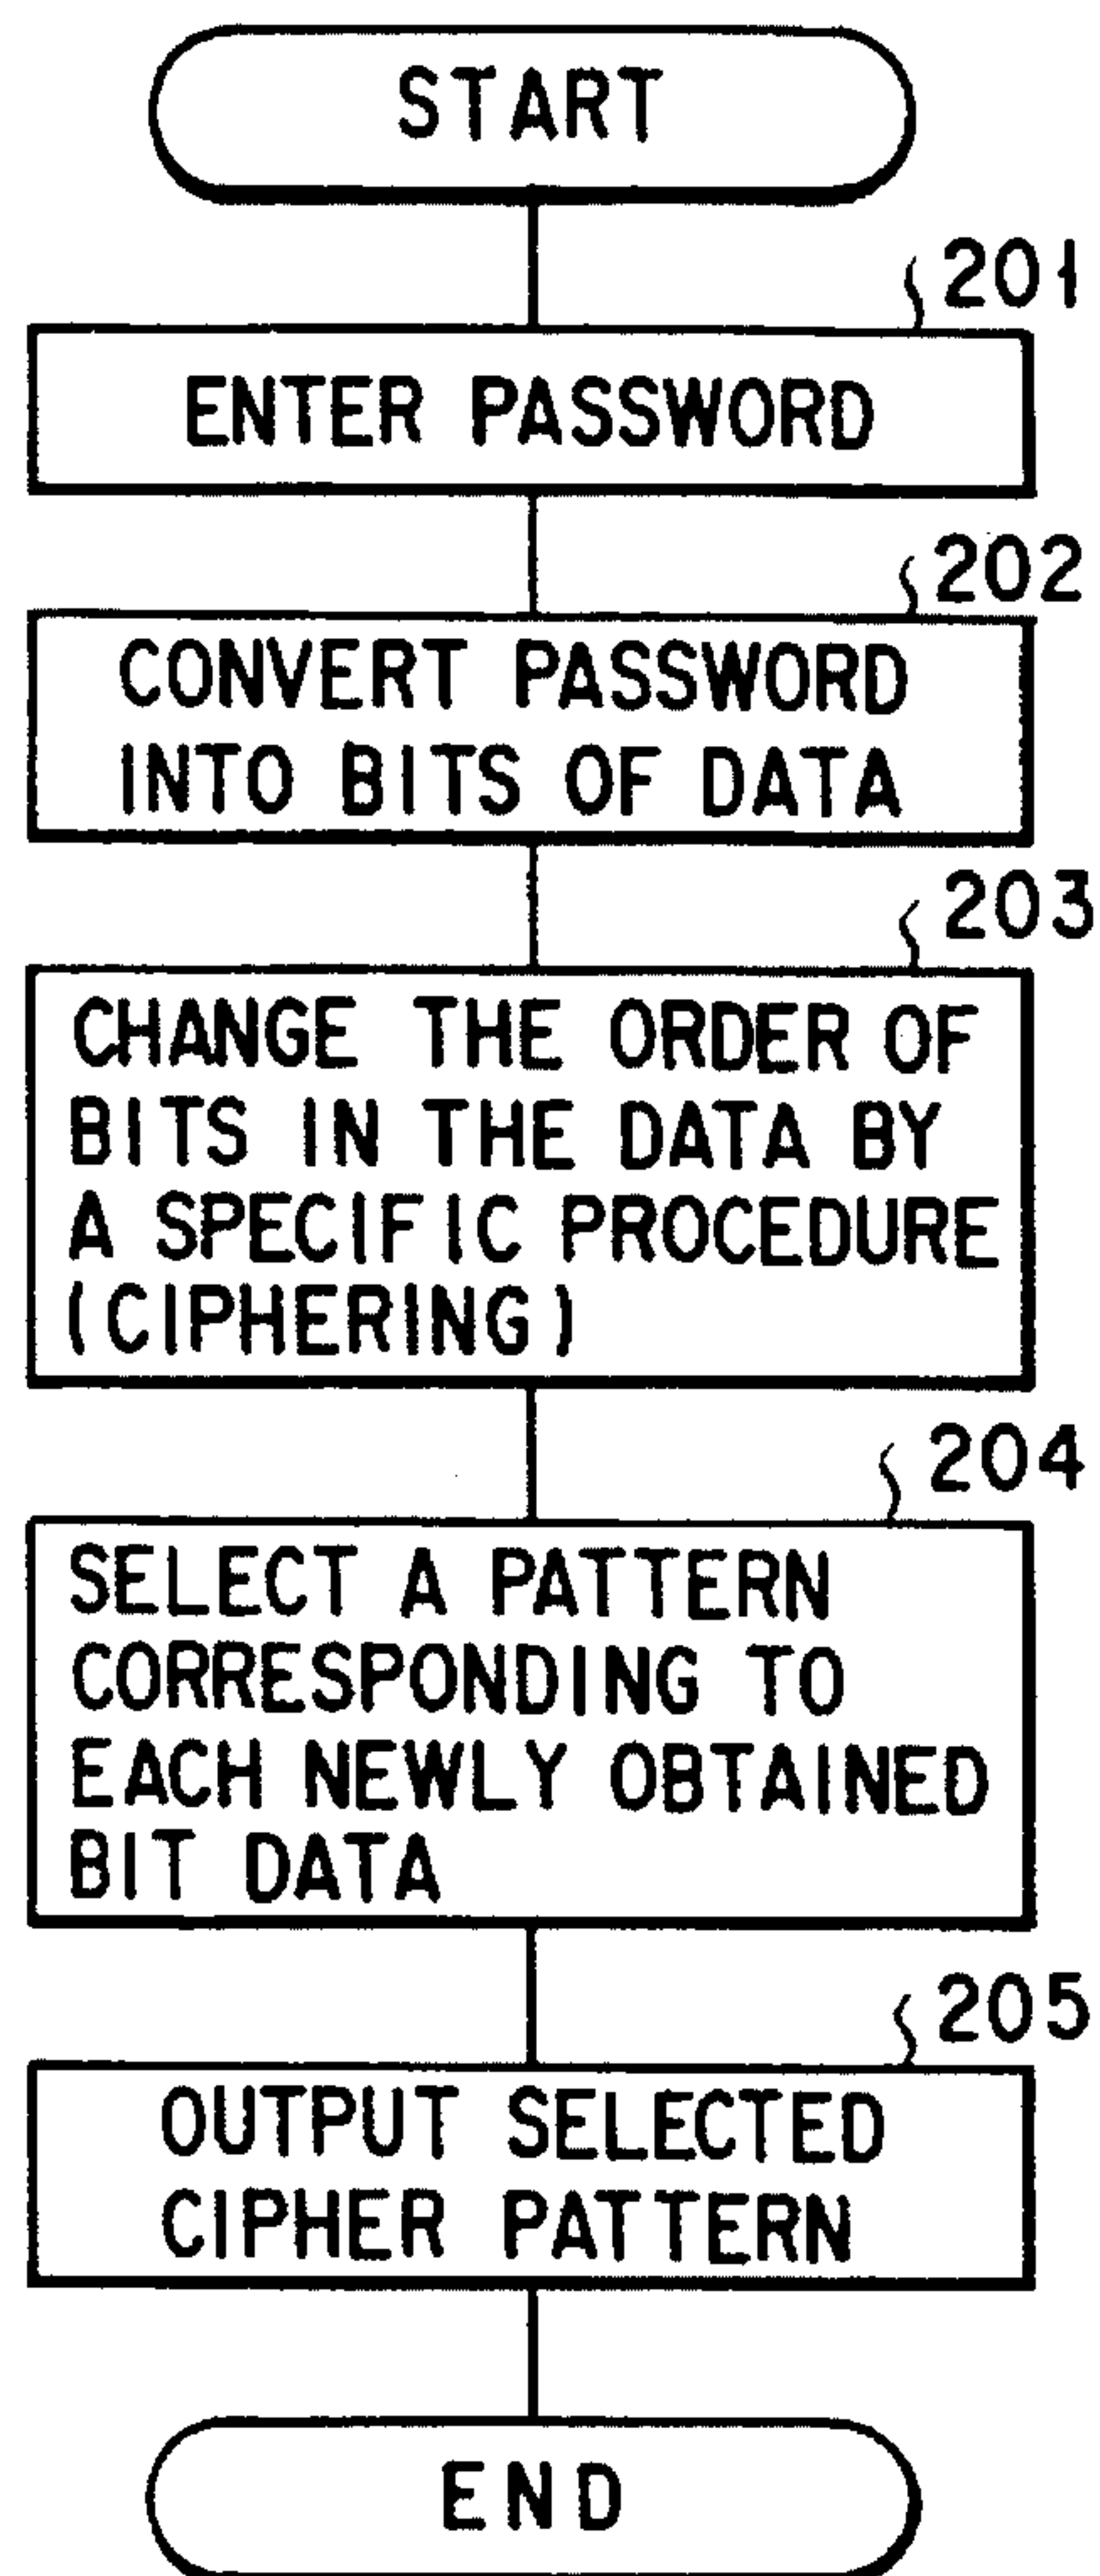 START
201
ENTER PASSWORD
202
CONVERT PASSWORD
INTO BITS OF DATA
203
CHANGE THE ORDER OF
BITS IN THE DATA BY
A SPECIFIC PROCEDURE
(CIPHERING)
204
SELECT A PATTERN
CORRESPONDING TO
EACH NEWLY OBTAINED
BIT DATA
205
OUTPUT SELECTED
CIPHER PATTERN
END